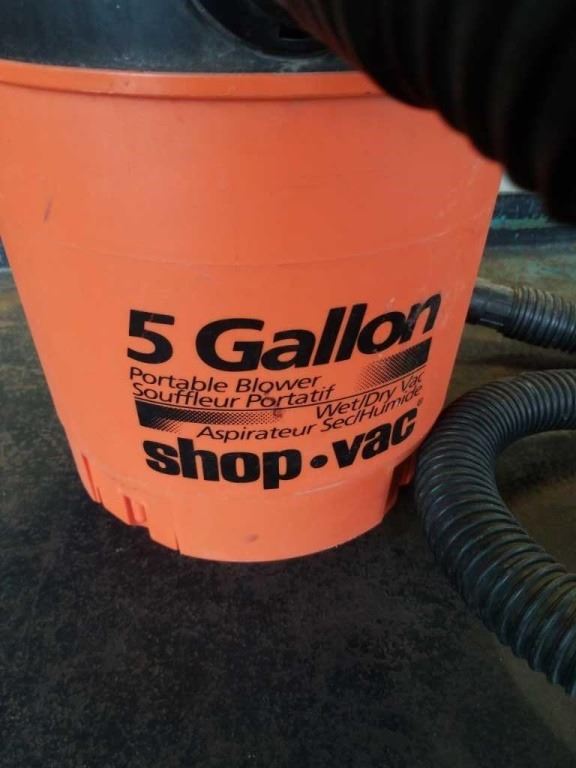 5 Gallon
Portable Blower
Souffleur Portatif
Wet/Dry Vac
Aspirateur Sec/Humide
shop•vac®